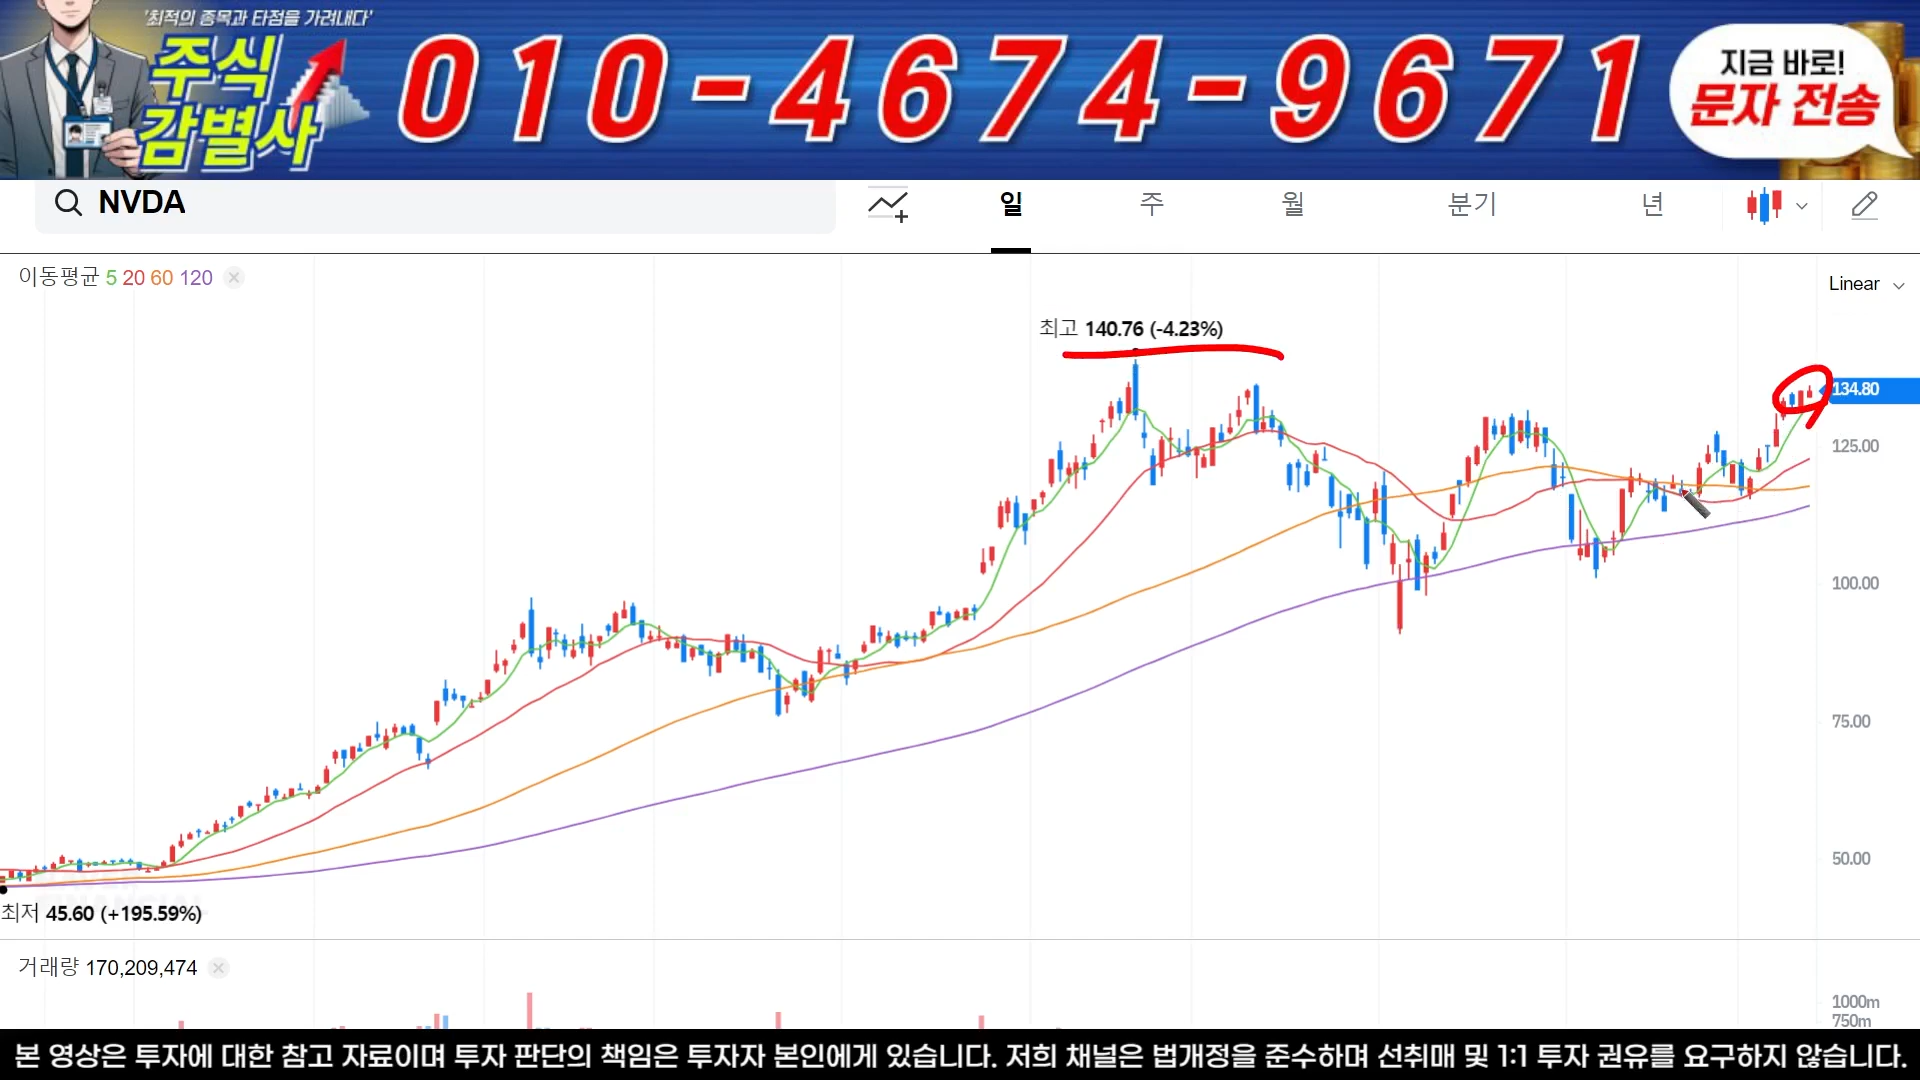 '최적의 종목과 타점을 가려내다'
주식
감별사
010-4674-9671
지금 바로!
문자 전송
NVDA
일 주 월 분기 년
이동평균 5 20 60 120
Linear
최고 140.76 (-4.23%)
134.80
125.00
100.00
75.00
50.00
최저 45.60 (+195.59%)
거래량 170,209,474
1000m
750m
본 영상은 투자에 대한 참고 자료이며 투자 판단의 책임은 투자자 본인에게 있습니다. 저희 채널은 법개정을 준수하며 선취매 및 1:1 투자 권유를 요구하지 않습니다.